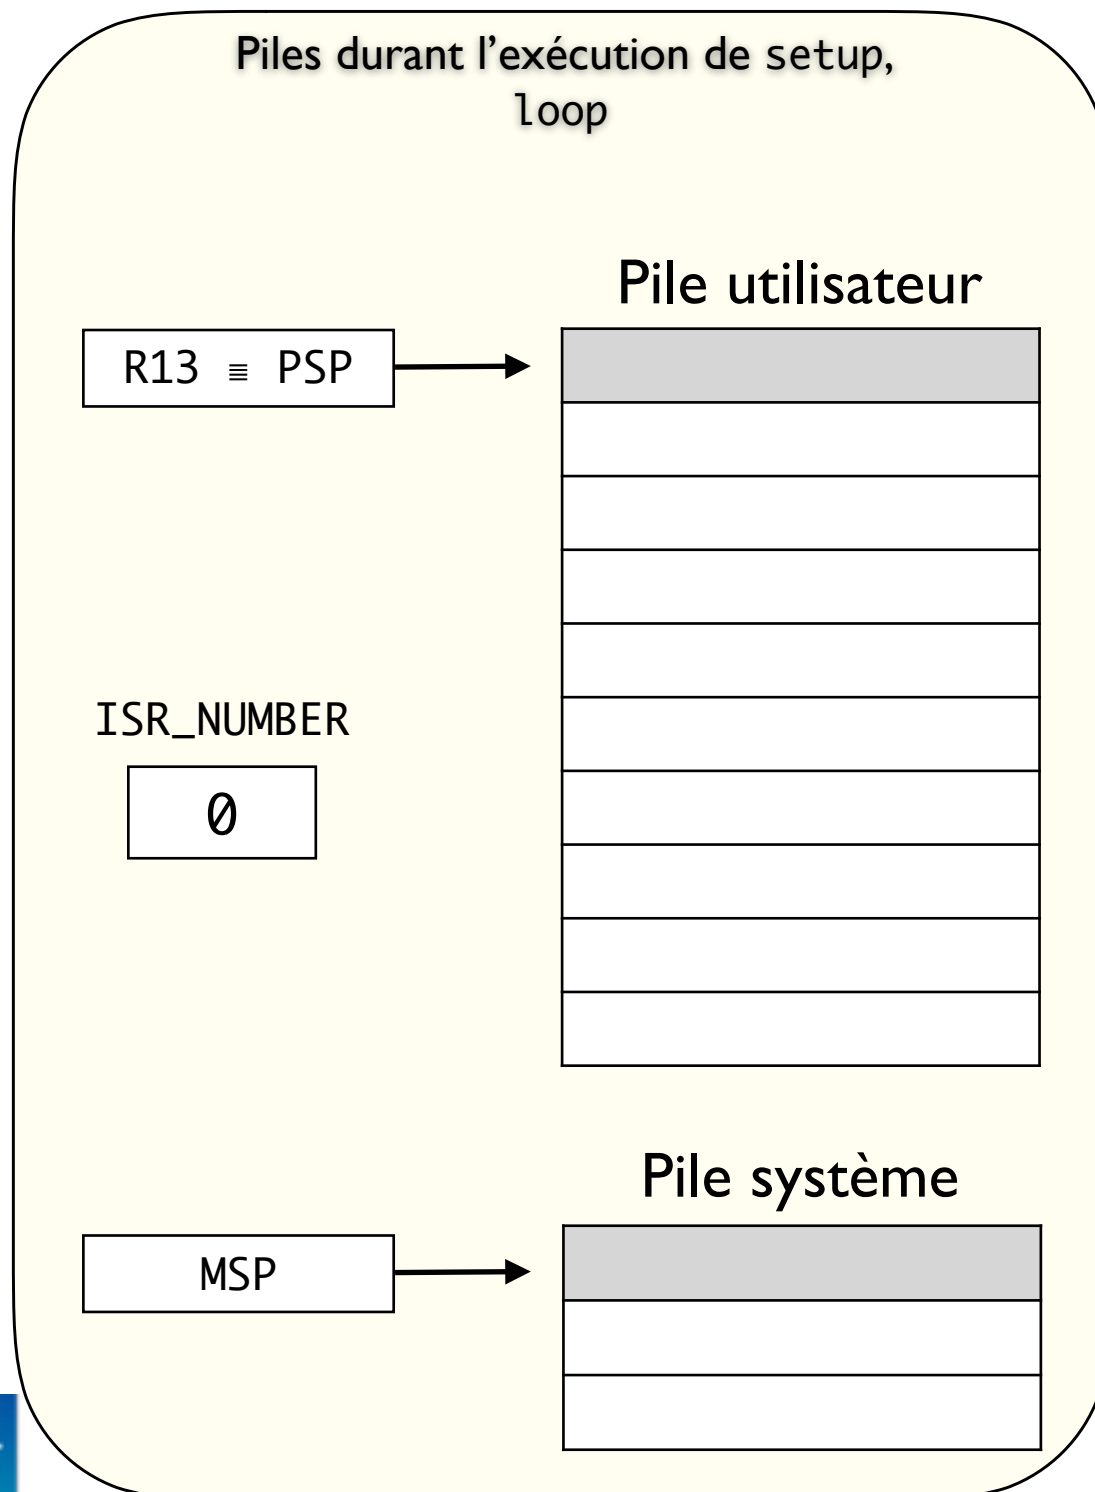 Piles durant l’exécution de setup,
loop
Pile utilisateur
R13 ≡ PSP
ISR_NUMBER
0
Pile système
MSP